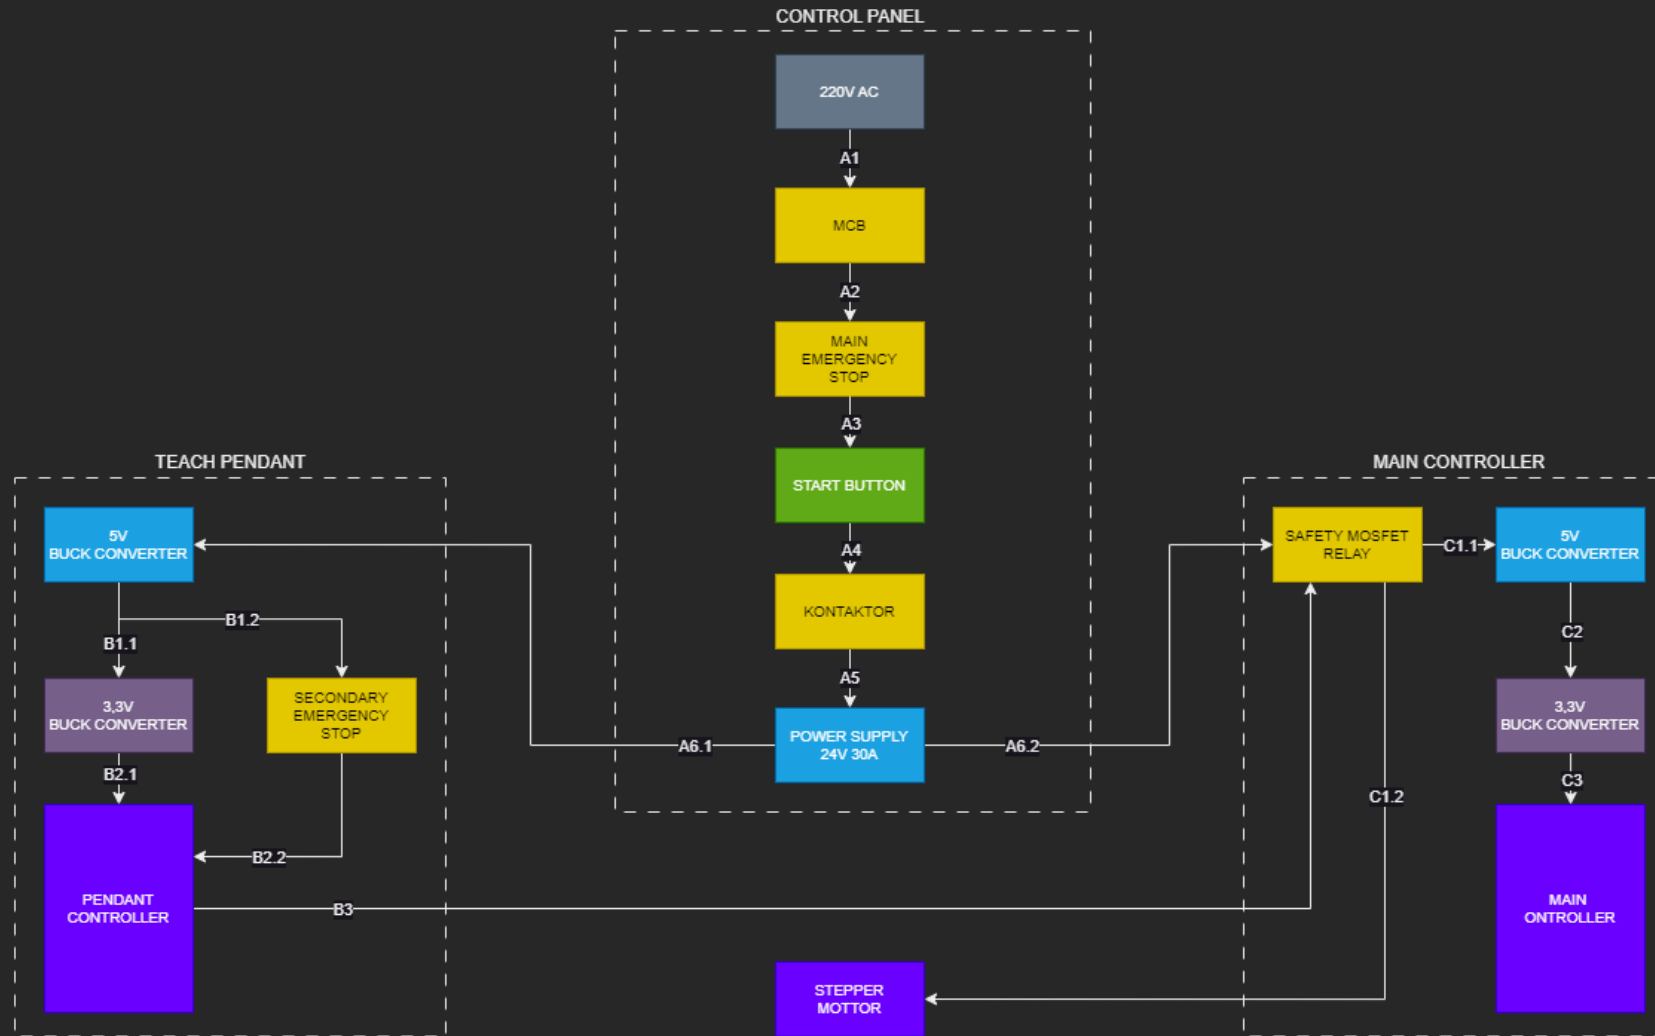 CONTROL PANEL
220V AC
A1
MCB
A2
MAIN
EMERGENCY
STOP
A3
START BUTTON
A4
KONTAKTOR
A5
POWER SUPPLY
24V 30A
A6.1
A6.2
TEACH PENDANT
5V
BUCK CONVERTER
B1.1
B1.2
3,3V
BUCK CONVERTER
SECONDARY
EMERGENCY
STOP
B2.1
B2.2
PENDANT
CONTROLLER
B3
MAIN CONTROLLER
SAFETY MOSFET
RELAY
C1.1
5V
BUCK CONVERTER
C2
3,3V
BUCK CONVERTER
C1.2
C3
MAIN
ONTROLLER
STEPPER
MOTTOR